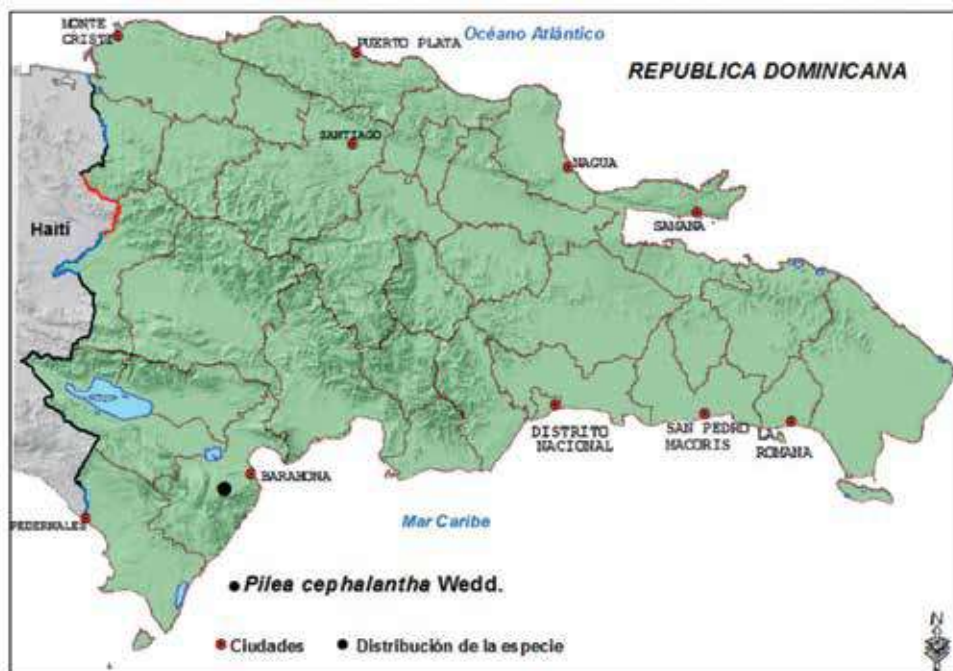 MONTE
CRISTI
PUERTO PLATA
Océano Atlántico
REPUBLICA DOMINICANA
SANTIAGO
NAGUA
SAMANA
Haití
DISTRITO
NACIONAL
SAN PEDRO
MACORIS
LA
ROMANA
BARAHONA
PEDERNALES
Mar Caribe
Pilea cephalantha Wedd.
Ciudades
Distribución de la especie
N